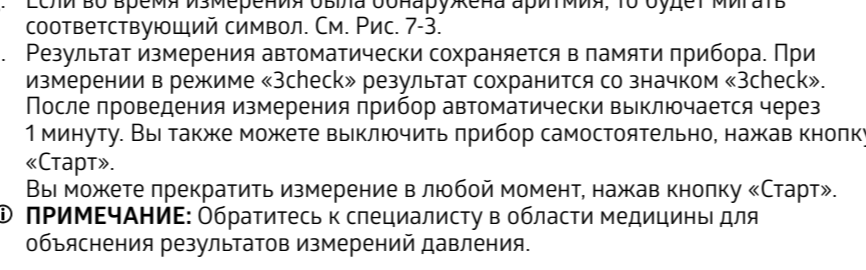 . Если во время измерения была обнаружена аритмия, то будет мигать
соответствующий символ. См. Рис. 7-3.
. Результат измерения автоматически сохраняется в памяти прибора. При
измерении в режиме «3check» результат сохранится со значком «3check».
После проведения измерения прибор автоматически выключается через
1 минуту. Вы также можете выключить прибор самостоятельно, нажав кнопку
«Старт».
Вы можете прекратить измерение в любой момент, нажав кнопку «Старт».
ПРИМЕЧАНИЕ: Обратитесь к специалисту в области медицины для
объяснения результатов измерений давления.